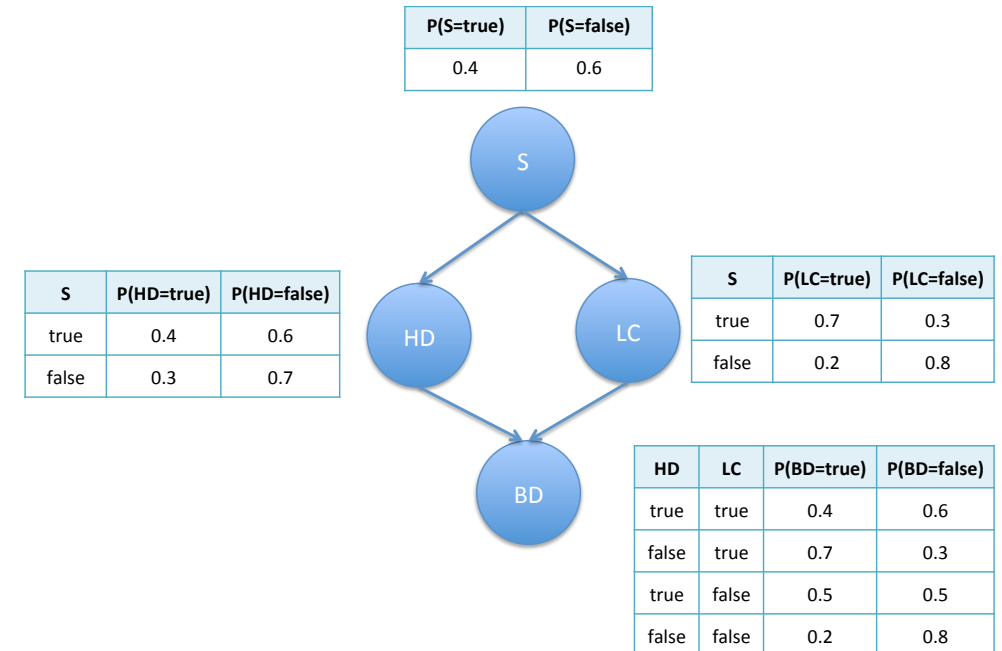 P(S=true) P(S=false)
0.4 0.6
S
S P(HD=true) P(HD=false)
true 0.4 0.6
false 0.3 0.7
HD
LC
S P(LC=true) P(LC=false)
true 0.7 0.3
false 0.2 0.8
BD
HD LC P(BD=true) P(BD=false)
true true 0.4 0.6
false true 0.7 0.3
true false 0.5 0.5
false false 0.2 0.8